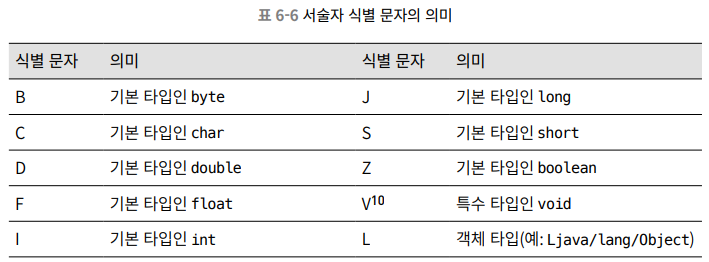 표 6-6 서술자 식별 문자의 의미
식별 문자 의미 식별 문자 의미
B 기본 타입인 byte J 기본 타입인 long
C 기본 타입인 char S 기본 타입인 short
D 기본 타입인 double Z 기본 타입인 boolean
F 기본 타입인 float V10 특수 타입인 void
I 기본 타입인 int L 객체 타입(예: Ljava/lang/Object)